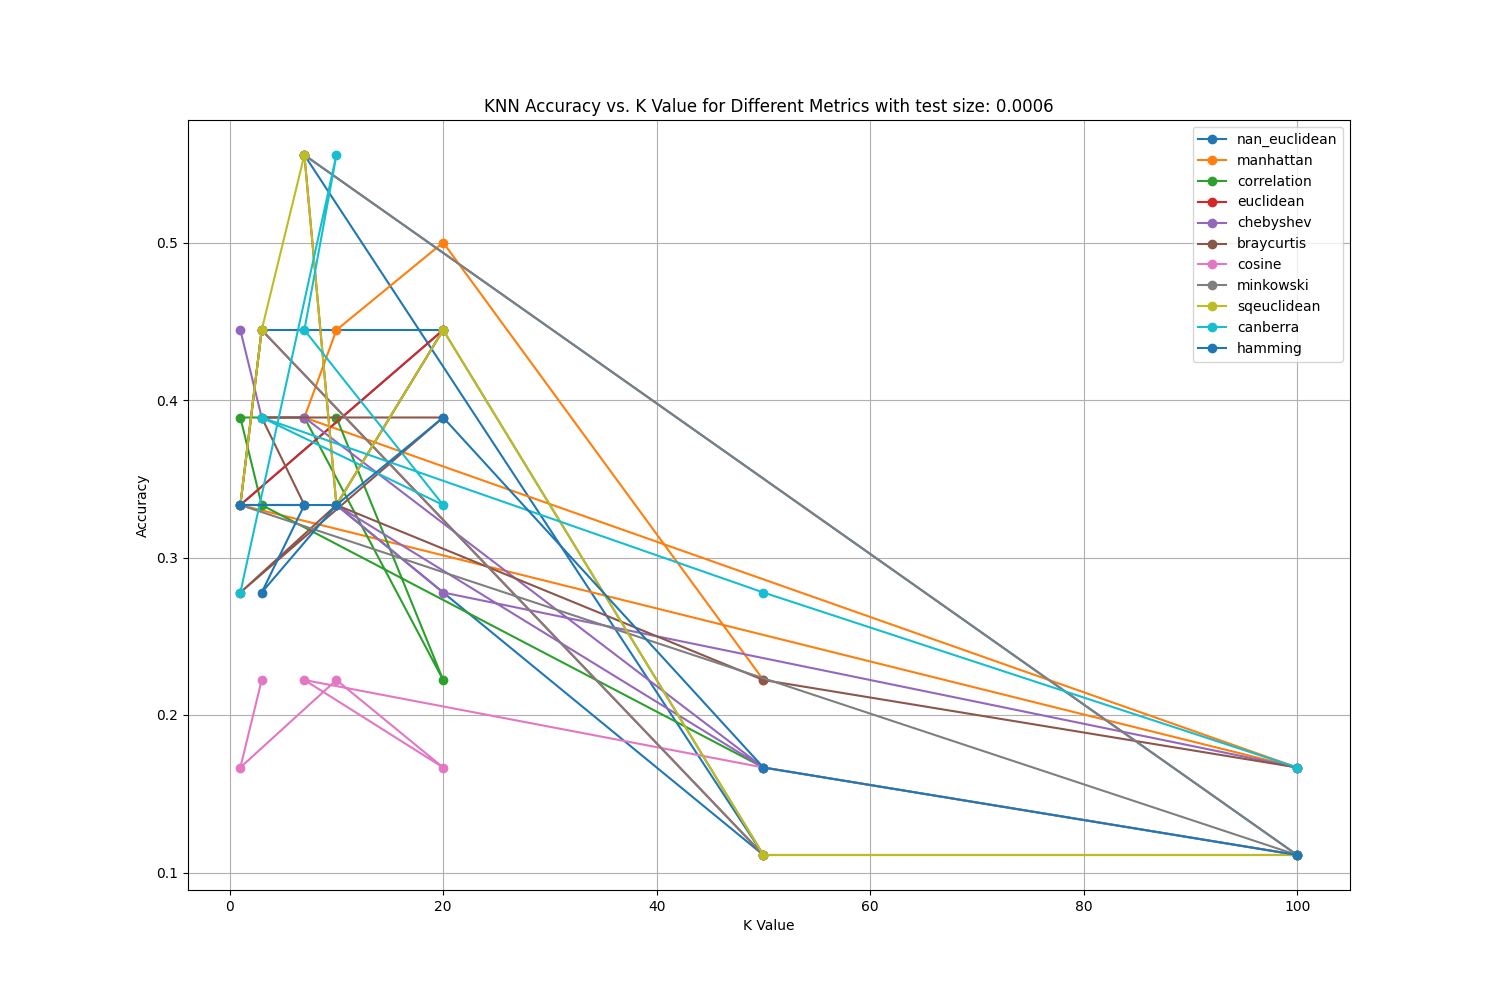 KNN Accuracy vs. K Value for Different Metrics with test size: 0.0006
nan_euclidean
manhattan
correlation
euclidean
chebyshev
braycurtis
cosine
minkowski
sqeuclidean
canberra
hamming
Accuracy
0.5
0.4
0.3
0.2
0.1
0 20 40 60 80 100
K Value